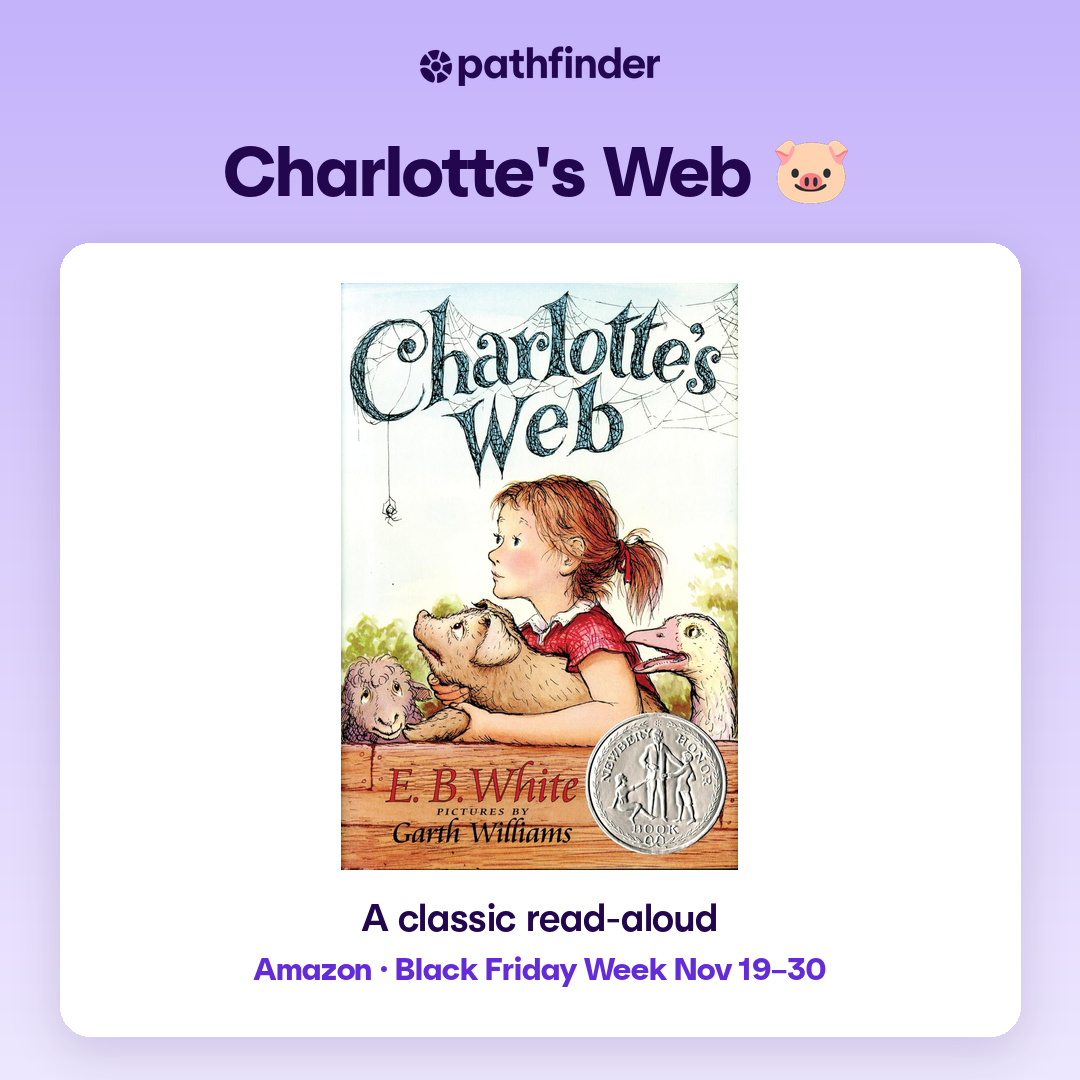 pathfinder
Charlotte's Web 🐷
Charlotte's
Web
E. B. White
PICTURES BY
Garth Williams
NEWBERY HONOR
BOOK
A classic read-aloud
Amazon · Black Friday Week Nov 19–30